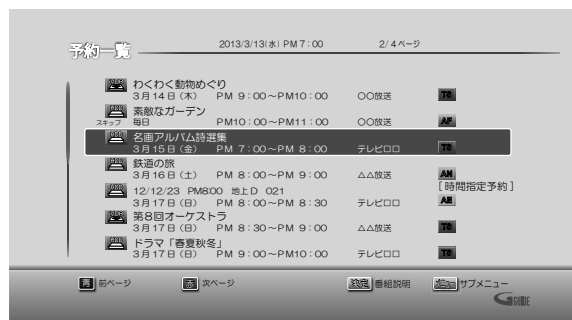 予約一覧
2013/3/13(水) PM 7:00 2/4ページ
わくわく動物めぐり
3月14日(木) PM 9:00~PM10:00 ○○放送
素敵なガーデン
スキップ 毎日 PM10:00~PM11:00 ○○放送 AF
名画アルバム詩選集
3月15日(金) PM 7:00~PM 8:00 テレビ□□
鉄道の旅
3月16日(土) PM 8:00~PM 9:00 △△放送 AN
[時間指定予約]
12/12/23 PM8:00 地上D 021
3月17日(日) PM 8:00~PM 8:30 テレビ□□ AE
第8回オーケストラ
3月17日(日) PM 8:30~PM 9:00 △△放送
ドラマ「春夏秋冬」
3月17日(日) PM 9:00~PM10:00 テレビ□□
青 前ページ 赤 次ページ 決定 番組説明 サブメニュー
G GUIDE